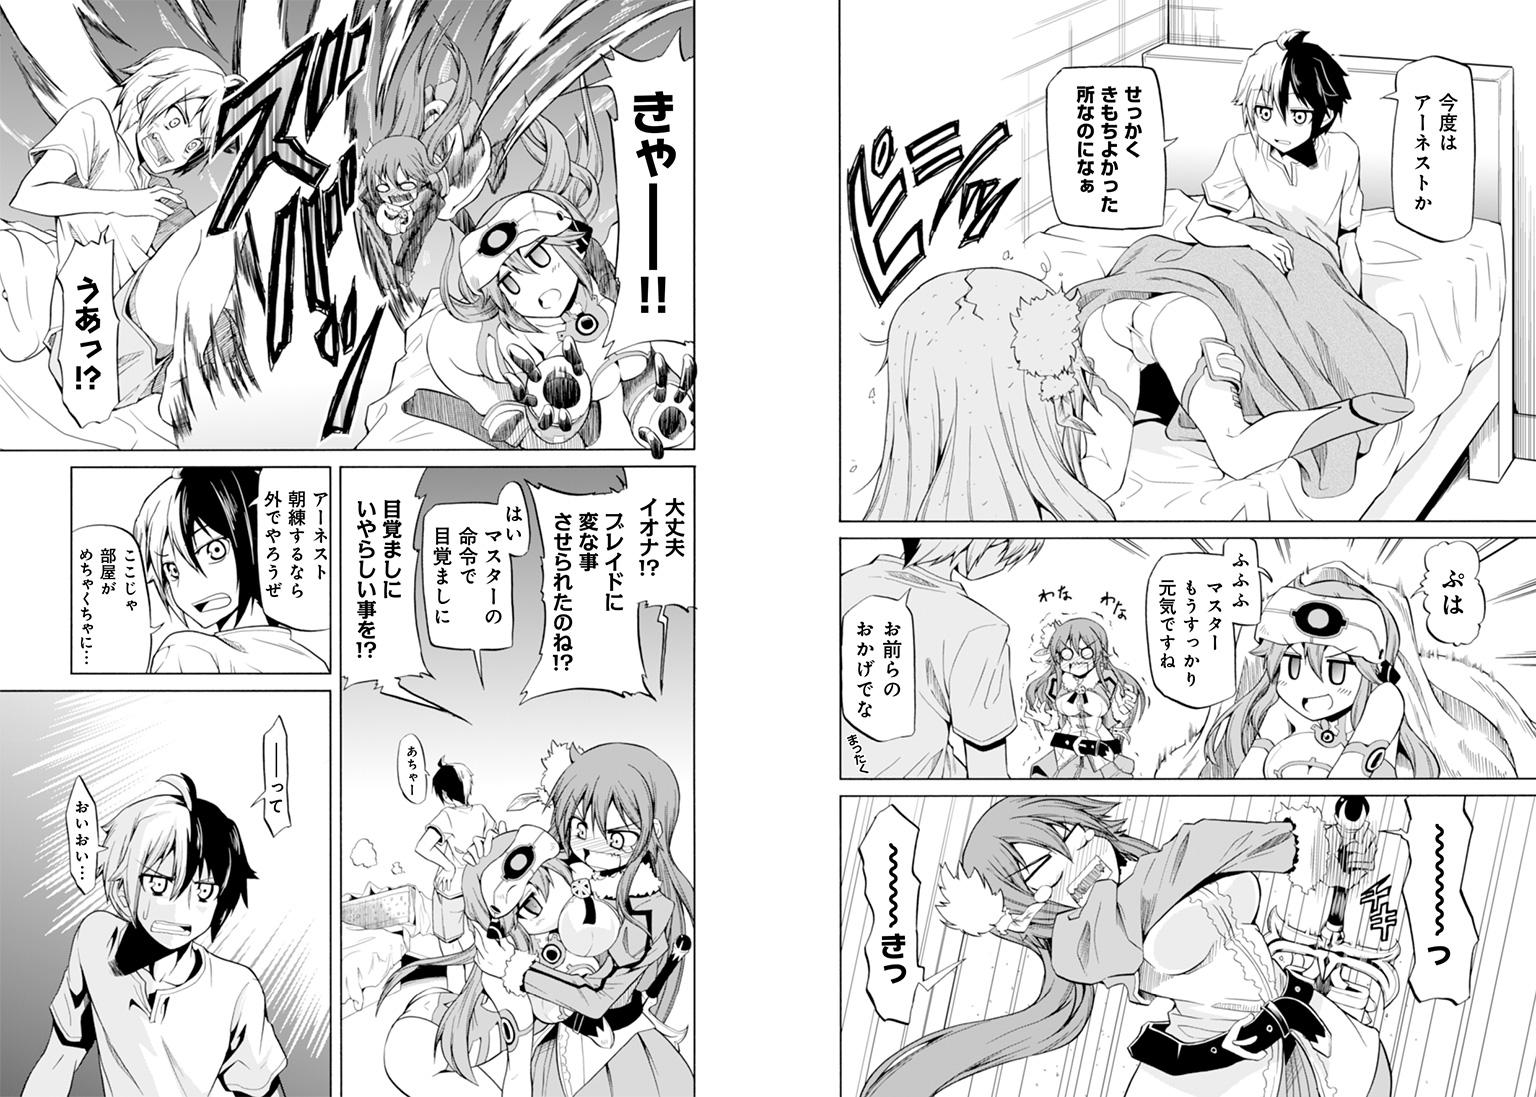 今度は
アーネストか
せっかく
きもちよかった
所なのになぁ
ピシッ
ぷは
ふふふ
マスター
もうすっかり
元気ですね
わな
わな
お前らの
おかげでな
まったく
~~~~っ
チキ
~~~~きっ
きゃーーー!!
ズバババッ
うあっ!?
大丈夫
イオナ!?
ブレイドに
変な事
させられたのね!?
はい
マスターの
命令で
目覚ましに
目覚ましに
いやらしい事を!?
あちゃー
アーネスト
朝練するなら
外でやろうぜ
ここじゃ
部屋が
めちゃくちゃに…
――って
おいおい…